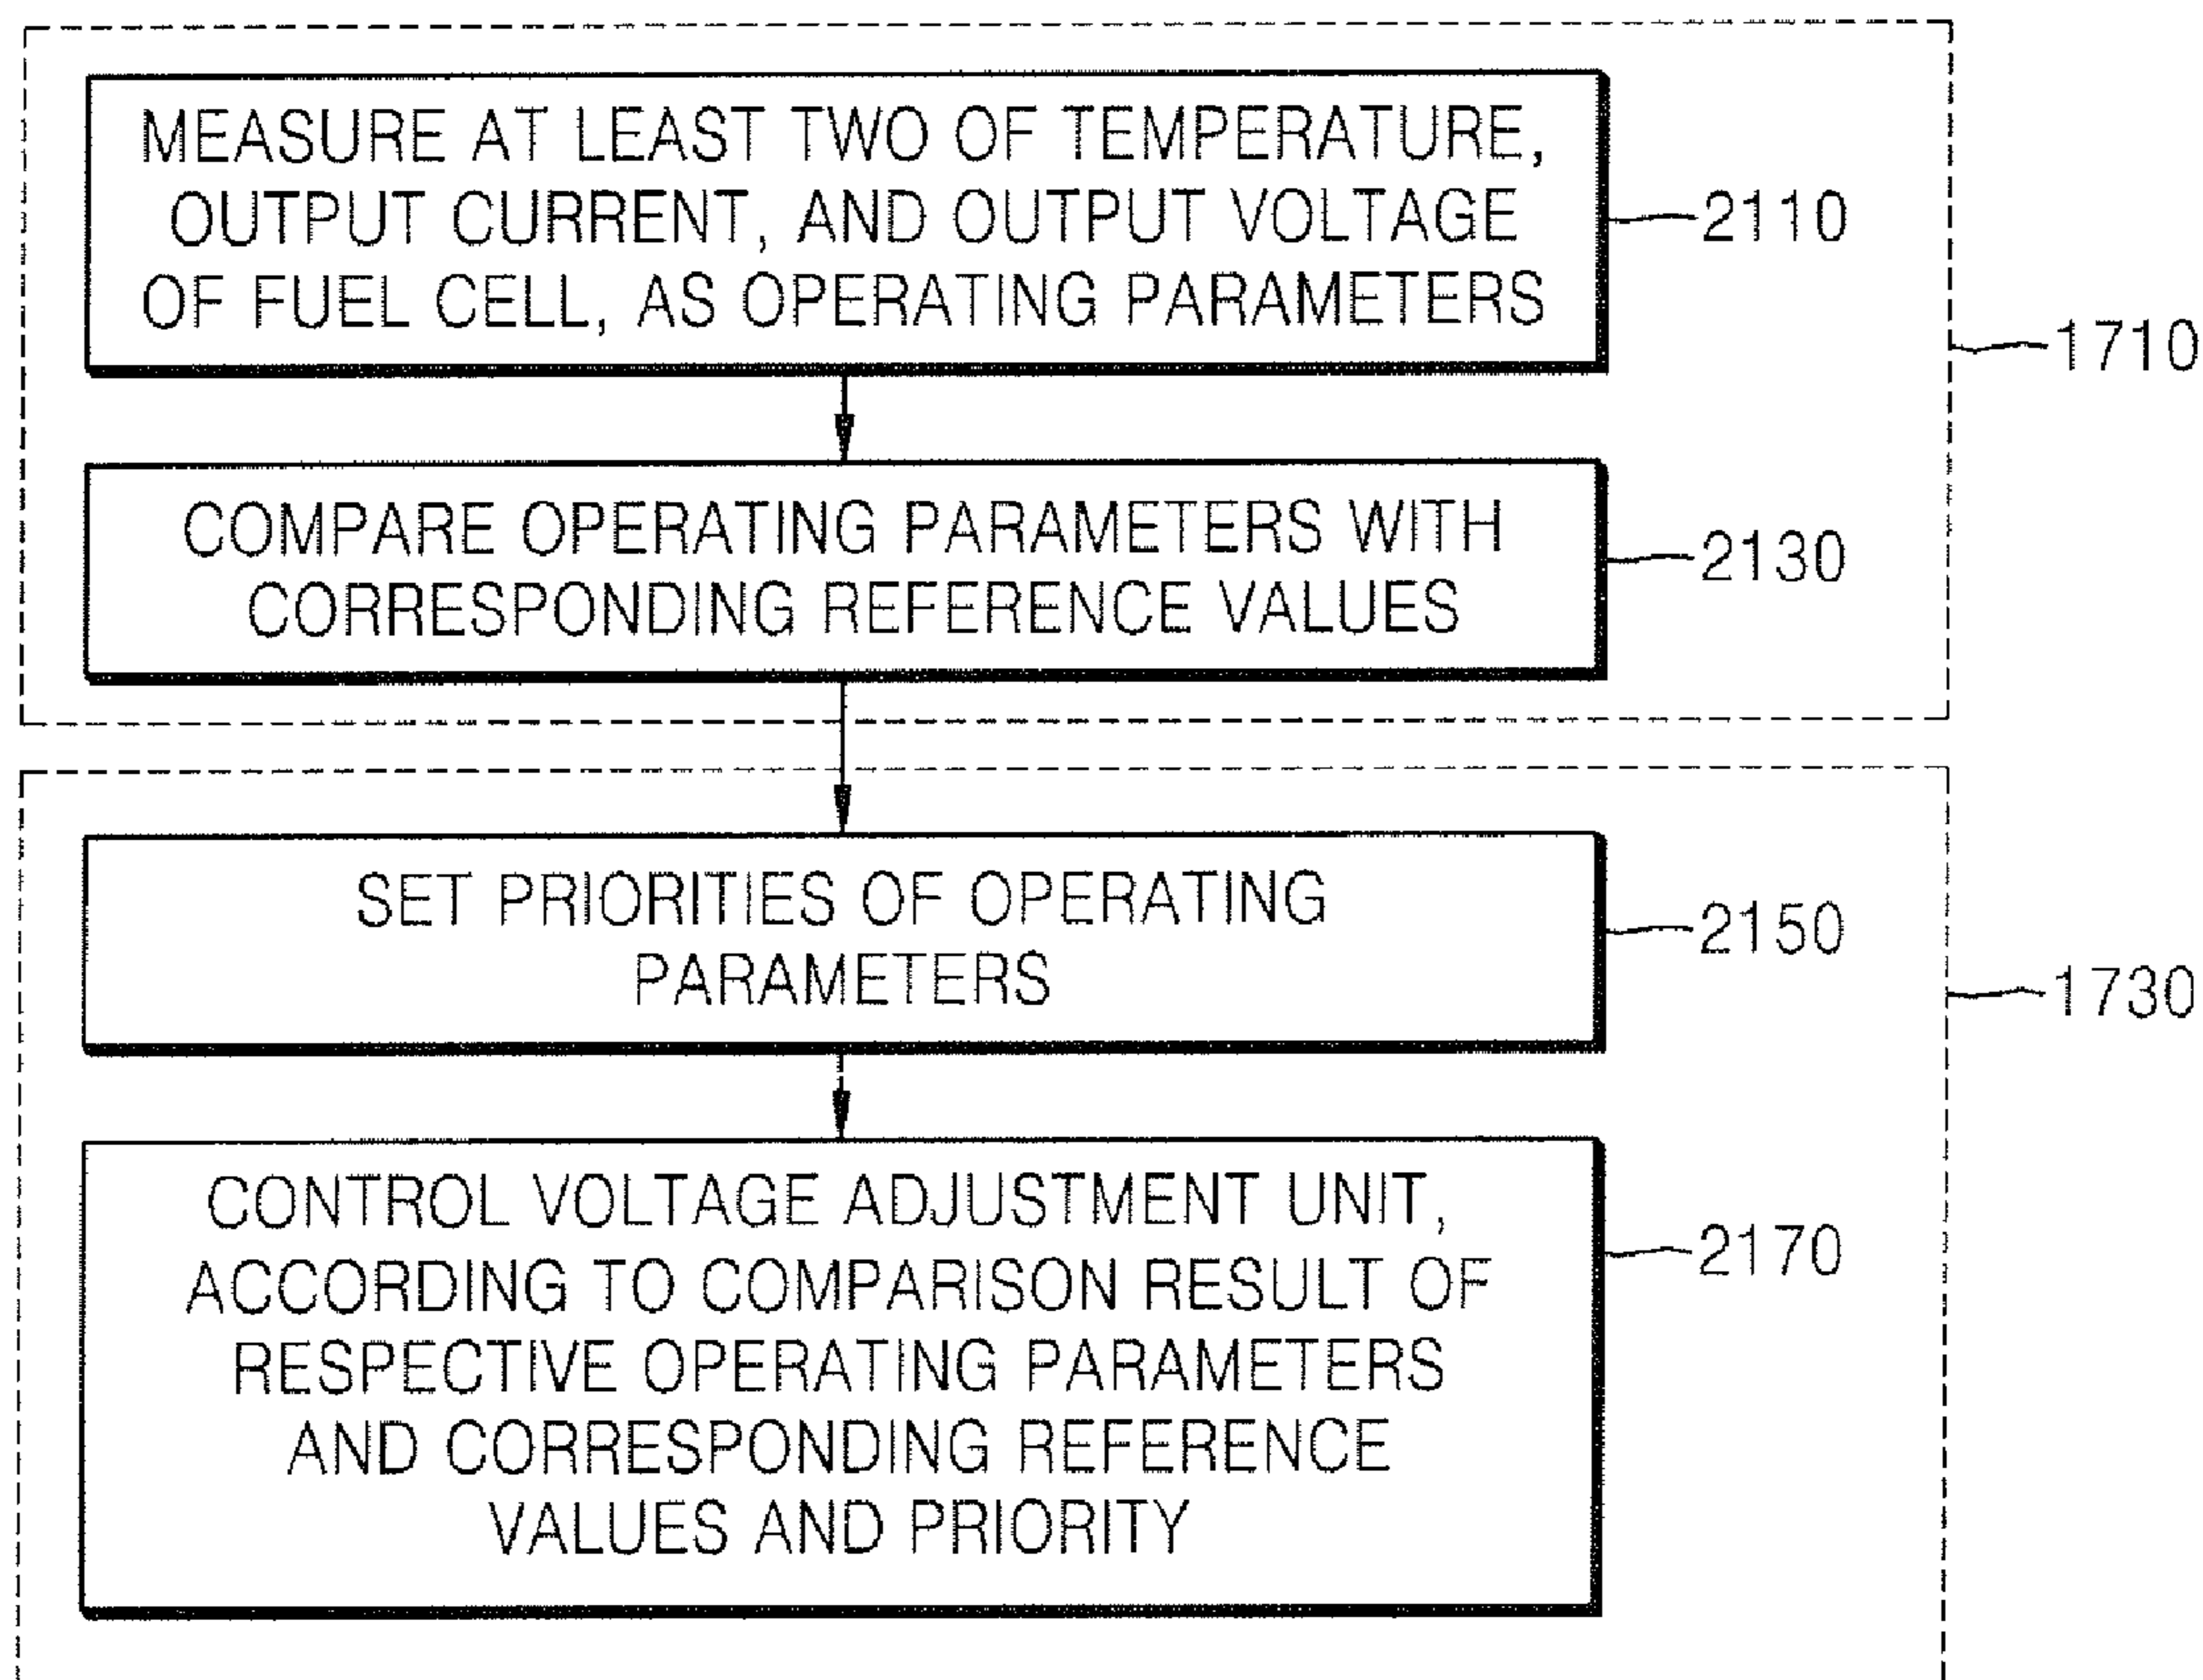 MEASURE AT LEAST TWO OF TEMPERATURE,
OUTPUT CURRENT, AND OUTPUT VOLTAGE
OF FUEL CELL, AS OPERATING PARAMETERS
2110
1710
COMPARE OPERATING PARAMETERS WITH
CORRESPONDING REFERENCE VALUES
2130
SET PRIORITIES OF OPERATING
PARAMETERS
2150
1730
CONTROL VOLTAGE ADJUSTMENT UNIT,
ACCORDING TO COMPARISON RESULT OF
RESPECTIVE OPERATING PARAMETERS
AND CORRESPONDING REFERENCE
VALUES AND PRIORITY
2170